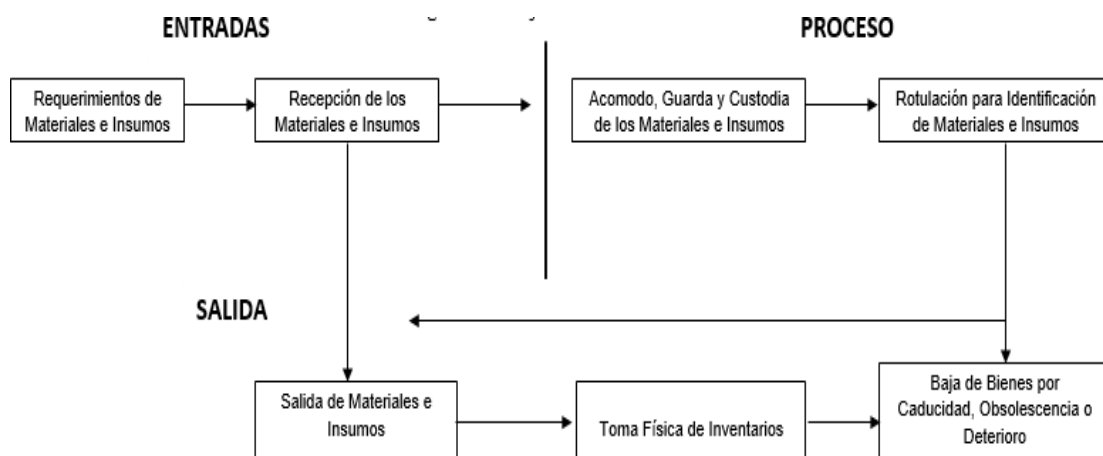 ENTRADAS
PROCESO
Requerimientos de
Materiales e Insumos
Recepción de los
Materiales e Insumos
Acomodo, Guarda y Custodia
de los Materiales e Insumos
Rotulación para Identificación
de Materiales e Insumos
SALIDA
Salida de Materiales e
Insumos
Toma Física de Inventarios
Baja de Bienes por
Caducidad, Obsolescencia o
Deterioro